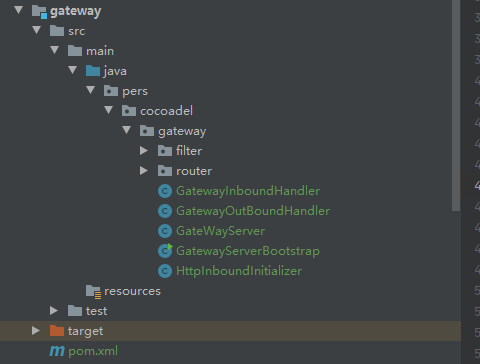 gateway
src
main
java
pers
cocoadel
gateway
filter
router
GatewayInboundHandler
GatewayOutBoundHandler
GateWayServer
GatewayServerBootstrap
HttpInboundInitializer
resources
test
target
pom.xml